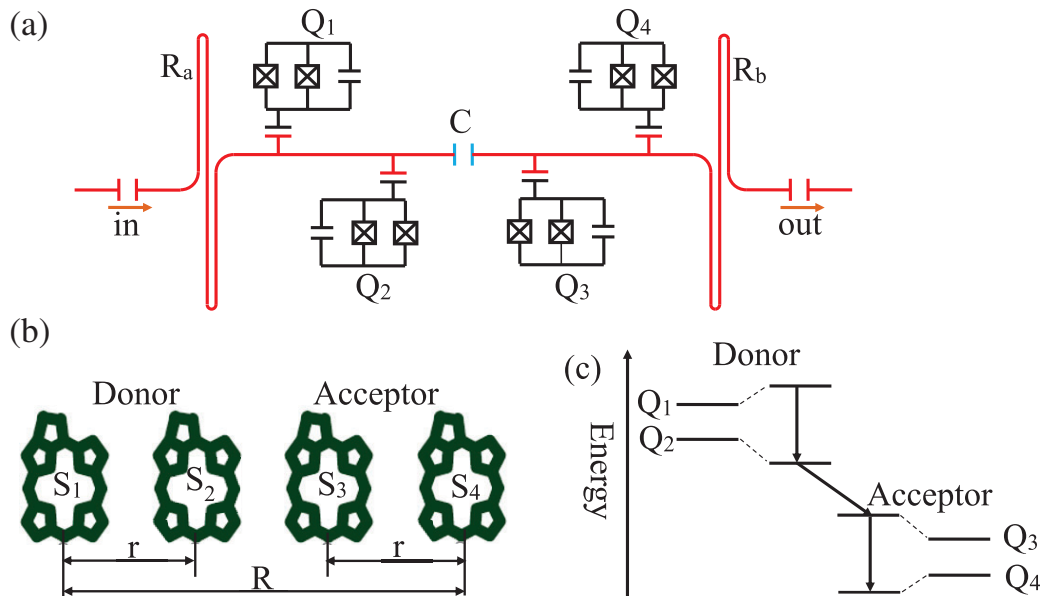 (a)
Q1
Q4
Ra
Rb
C
in
out
Q2
Q3
(b)
Donor
Acceptor
S1
S2
S3
S4
r
r
R
(c)
Donor
Energy
Q1
Q2
Acceptor
Q3
Q4